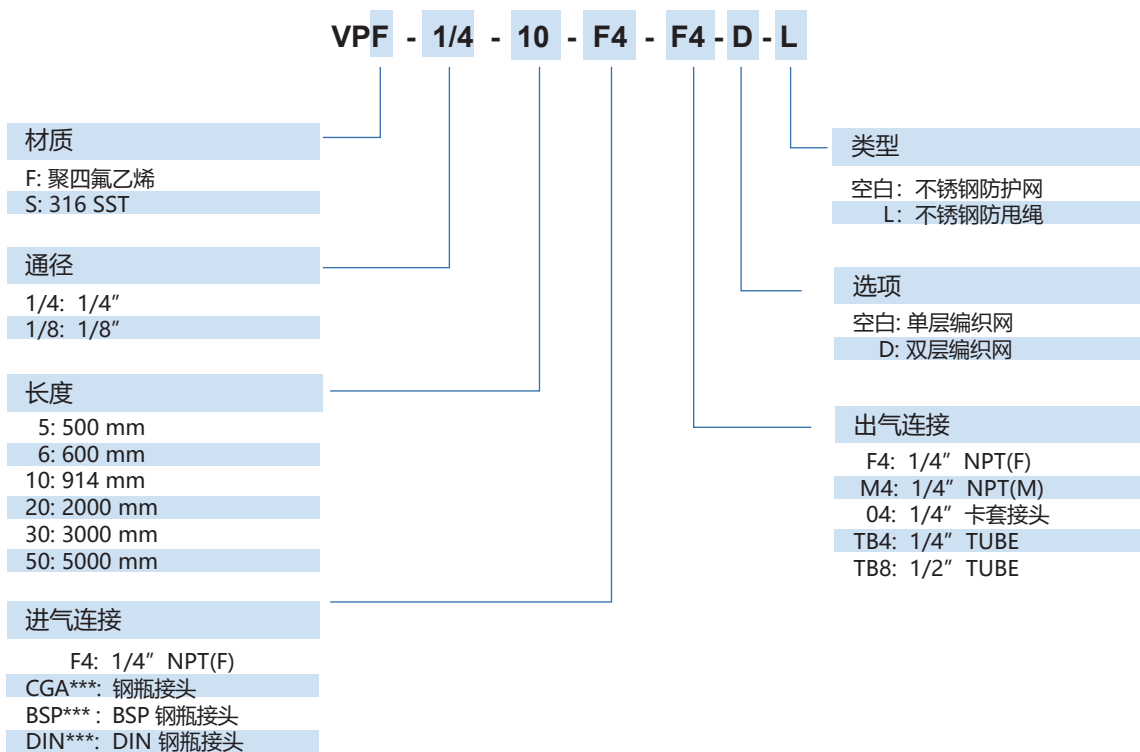 VPF - 1/4 - 10 - F4 - F4 - D - L
材质
F: 聚四氟乙烯
S: 316 SST
通径
1/4: 1/4″
1/8: 1/8″
长度
5: 500 mm
6: 600 mm
10: 914 mm
20: 2000 mm
30: 3000 mm
50: 5000 mm
进气连接
F4: 1/4″ NPT(F)
CGA***: 钢瓶接头
BSP***: BSP 钢瓶接头
DIN***: DIN 钢瓶接头
类型
空白: 不锈钢防护网
L: 不锈钢防甩绳
选项
空白: 单层编织网
D: 双层编织网
出气连接
F4: 1/4″ NPT(F)
M4: 1/4″ NPT(M)
04: 1/4″ 卡套接头
TB4: 1/4″ TUBE
TB8: 1/2″ TUBE